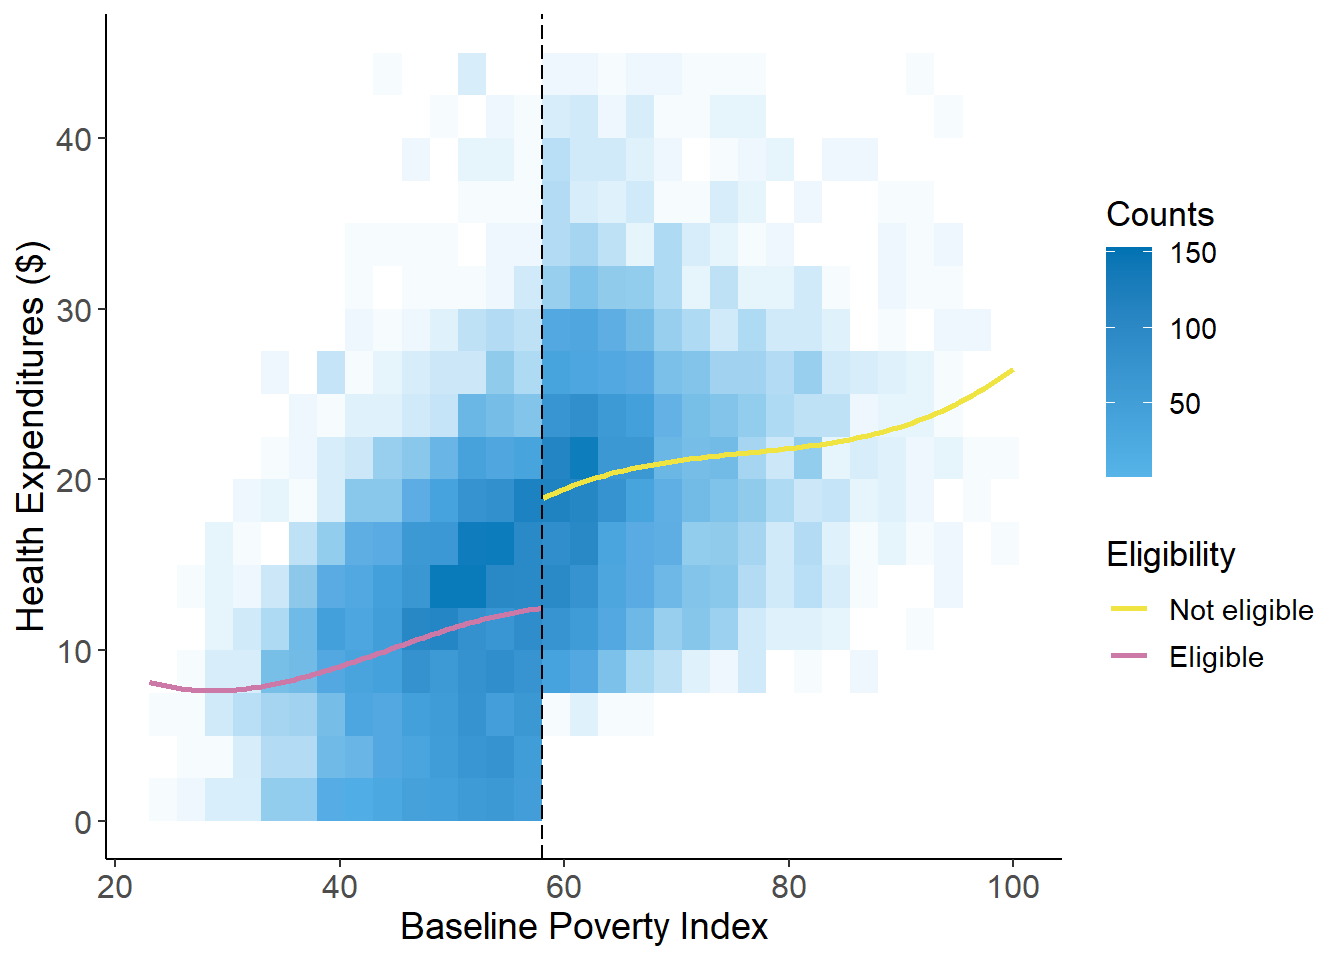 Health Expenditures ($)
40
30
20
10
0
20 40 60 80 100
Baseline Poverty Index
Counts
150
100
50
Eligibility
Not eligible
Eligible